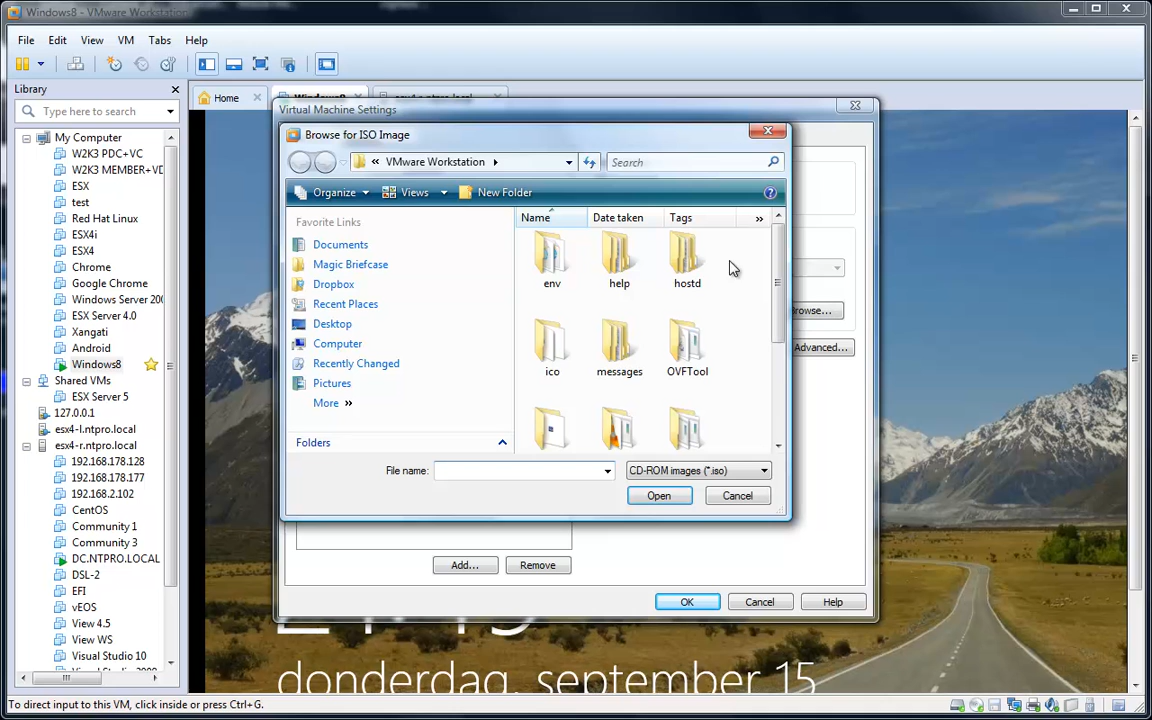 Windows8 - VMware Workstation
File Edit View VM Tabs Help
Library
Type here to search
My Computer
W2K3 PDC+VC
W2K3 MEMBER+VD
ESX
test
Red Hat Linux
ESX4i
ESX4
Chrome
Google Chrome
Windows Server 200
ESX Server 4.0
Xangati
Android
Windows8
Shared VMs
ESX Server 5
127.0.0.1
esx4-l.ntpro.local
esx4-r.ntpro.local
192.168.178.128
192.168.178.177
192.168.2.102
CentOS
Community 1
Community 3
DC.NTPRO.LOCAL
DSL-2
EFI
vEOS
View 4.5
View WS
Visual Studio 10
Home
Windows8
esx4-r.ntpro.local
Virtual Machine Settings
Browse for ISO Image
VMware Workstation
Search
Organize Views New Folder
Favorite Links
Documents
Magic Briefcase
Dropbox
Recent Places
Desktop
Computer
Recently Changed
Pictures
More »
Folders
Name Date taken Tags »
env help hostd
ico messages OVFTool
File name:
CD-ROM images (*.iso)
Open Cancel
Browse...
Advanced...
Add... Remove
OK Cancel Help
donderdag, september 15
To direct input to this VM, click inside or press Ctrl+G.